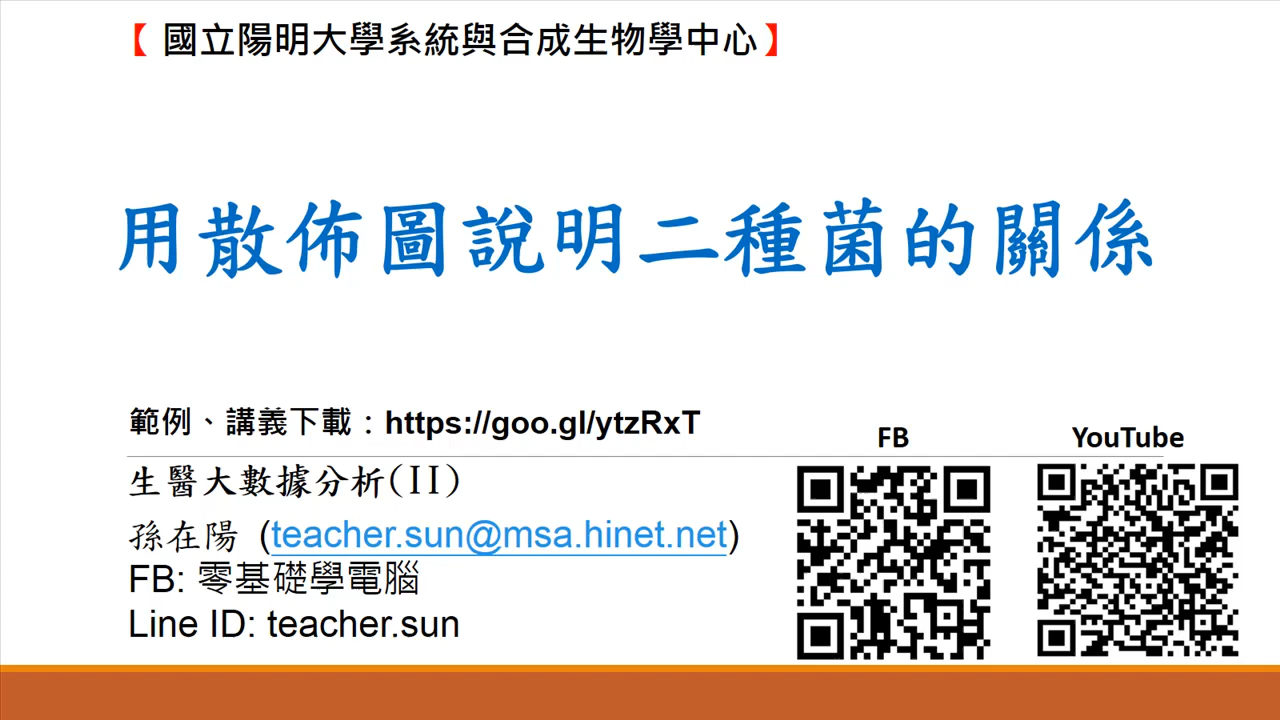 【 國立陽明大學系統與合成生物學中心】
用散佈圖說明二種菌的關係
範例、講義下載：https://goo.gl/ytzRxT
FB
YouTube
生醫大數據分析(II)
孫在陽 (teacher.sun@msa.hinet.net)
FB: 零基礎學電腦
Line ID: teacher.sun